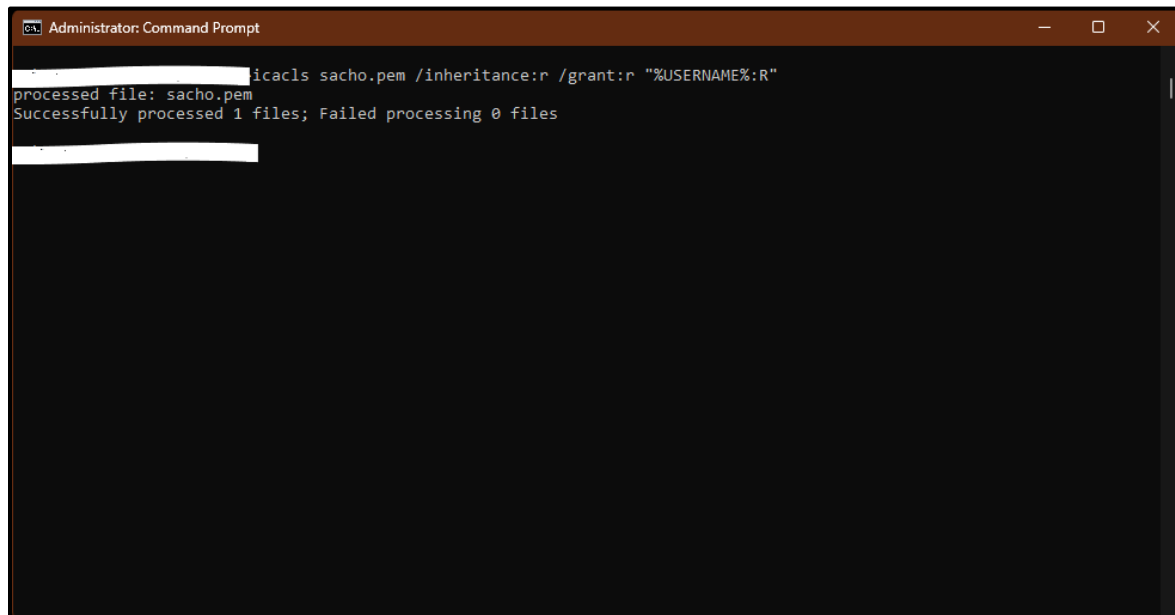 Administrator: Command Prompt
icacls sacho.pem /inheritance:r /grant:r "%USERNAME%:R"
processed file: sacho.pem
Successfully processed 1 files; Failed processing 0 files